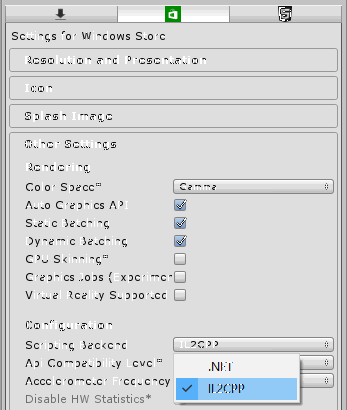 Settings for Windows Store
Resolution and Presentation
Icon
Splash Image
Other Settings
Rendering
Color Space* Gamma
Auto Graphics API
Static Batching
Dynamic Batching
GPU Skinning*
Graphics Jobs (Experimen
Virtual Reality Supported
Configuration
Scripting Backend IL2CPP
Api Compatibility Level*
.NET
Accelerometer Frequency
IL2CPP
Disable HW Statistics*